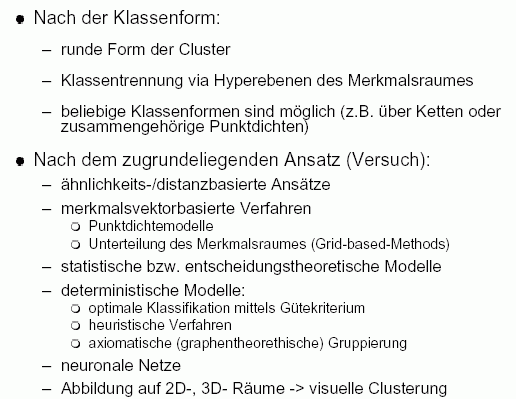 ● Nach der Klassenform:
– runde Form der Cluster
– Klassentrennung via Hyperebenen des Merkmalsraumes
– beliebige Klassenformen sind möglich (z.B. über Ketten oder
zusammengehörige Punktdichten)
● Nach dem zugrundeliegenden Ansatz (Versuch):
– ähnlichkeits-/distanzbasierte Ansätze
– merkmalsvektorbasierte Verfahren
○ Punktdichtemodelle
○ Unterteilung des Merkmalsraumes (Grid-based-Methods)
– statistische bzw. entscheidungstheoretische Modelle
– deterministische Modelle:
○ optimale Klassifikation mittels Gütekriterium
○ heuristische Verfahren
○ axiomatische (graphentheorethische) Gruppierung
– neuronale Netze
– Abbildung auf 2D-, 3D- Räume -> visuelle Clusterung